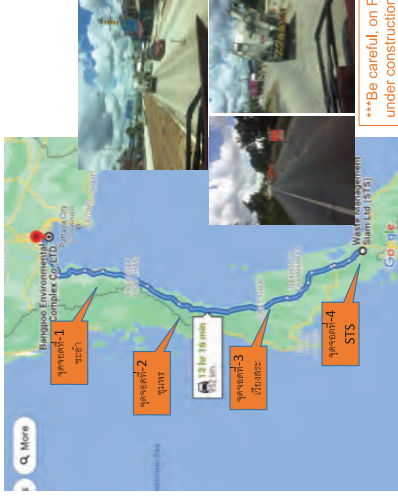 More
Bangpoo Environmental
Complex Co.,LTD.
Pattaya City
จุดจอดที่-1
ชะอำ
จุดจอดที่-2
ชุมพร
13 hr 16 min
จุดจอดที่-3
เวียงสระ
จุดจอดที่-4
STS
Waste Management
Siam Ltd (STS)
Google
***Be careful, on
under construction